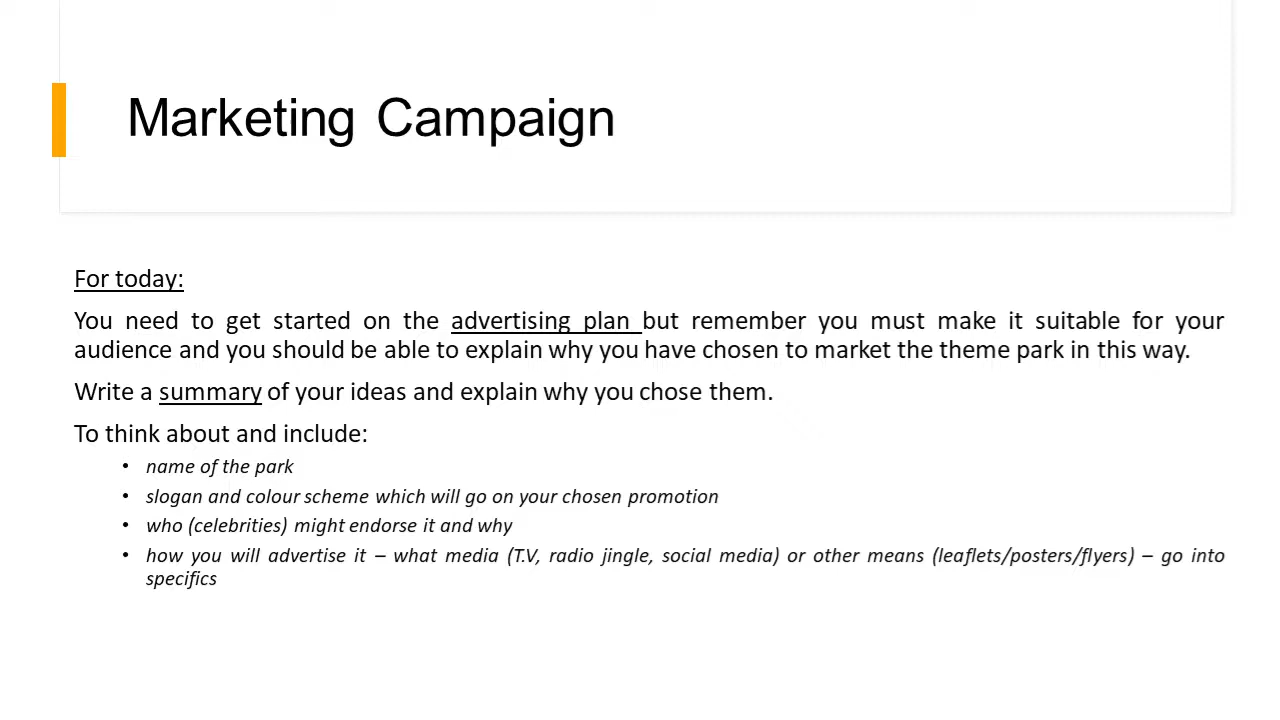 Marketing Campaign
For today:
You need to get started on the advertising plan but remember you must make it suitable for your
audience and you should be able to explain why you have chosen to market the theme park in this way.
Write a summary of your ideas and explain why you chose them.
To think about and include:
• name of the park
• slogan and colour scheme which will go on your chosen promotion
• who (celebrities) might endorse it and why
• how you will advertise it – what media (T.V, radio jingle, social media) or other means (leaflets/posters/flyers) – go into
specifics